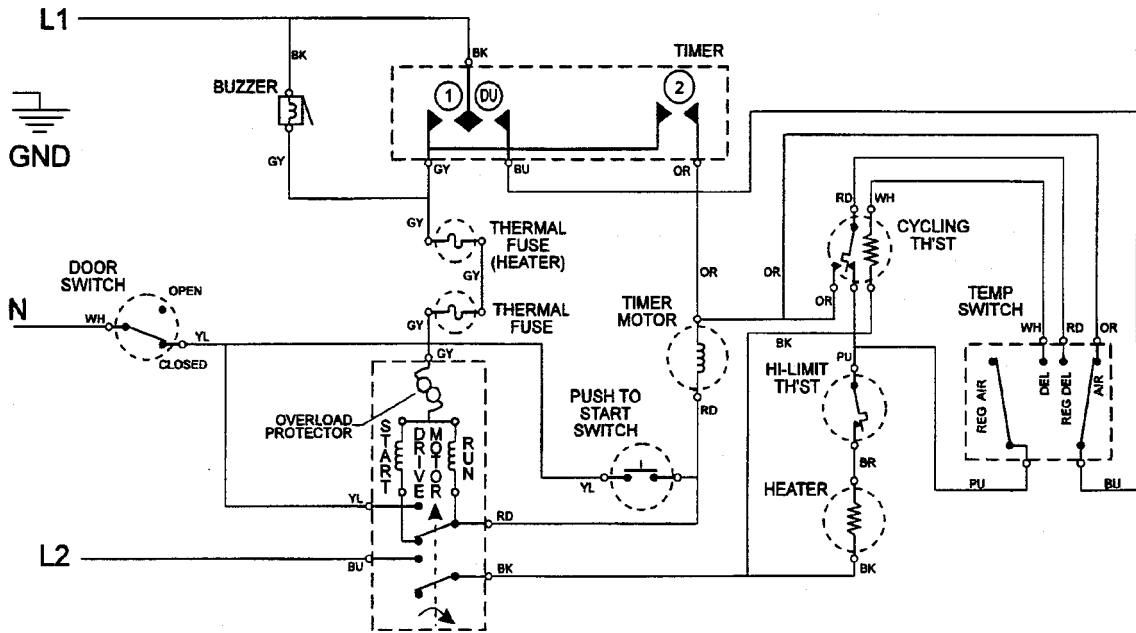 L1
BK
BK
TIMER
BUZZER
1
DU
2
GND
GY
GY
BU
OR
RD
WH
GY
THERMAL
FUSE
(HEATER)
CYCLING
TH'ST
DOOR
SWITCH
OPEN
GY
OR
OR
TEMP
SWITCH
N
WH
YL
CLOSED
GY
THERMAL
FUSE
TIMER
MOTOR
OR
BK
WH
RD
OR
GY
PU
HI-LIMIT
TH'ST
REG AIR
DEL
REG DEL
AIR
OVERLOAD
PROTECTOR
START
DRIVE
MOTOR
RUN
PUSH TO
START
SWITCH
RD
BR
PU
BU
YL
HEATER
YL
RD
L2
BU
BK
BK